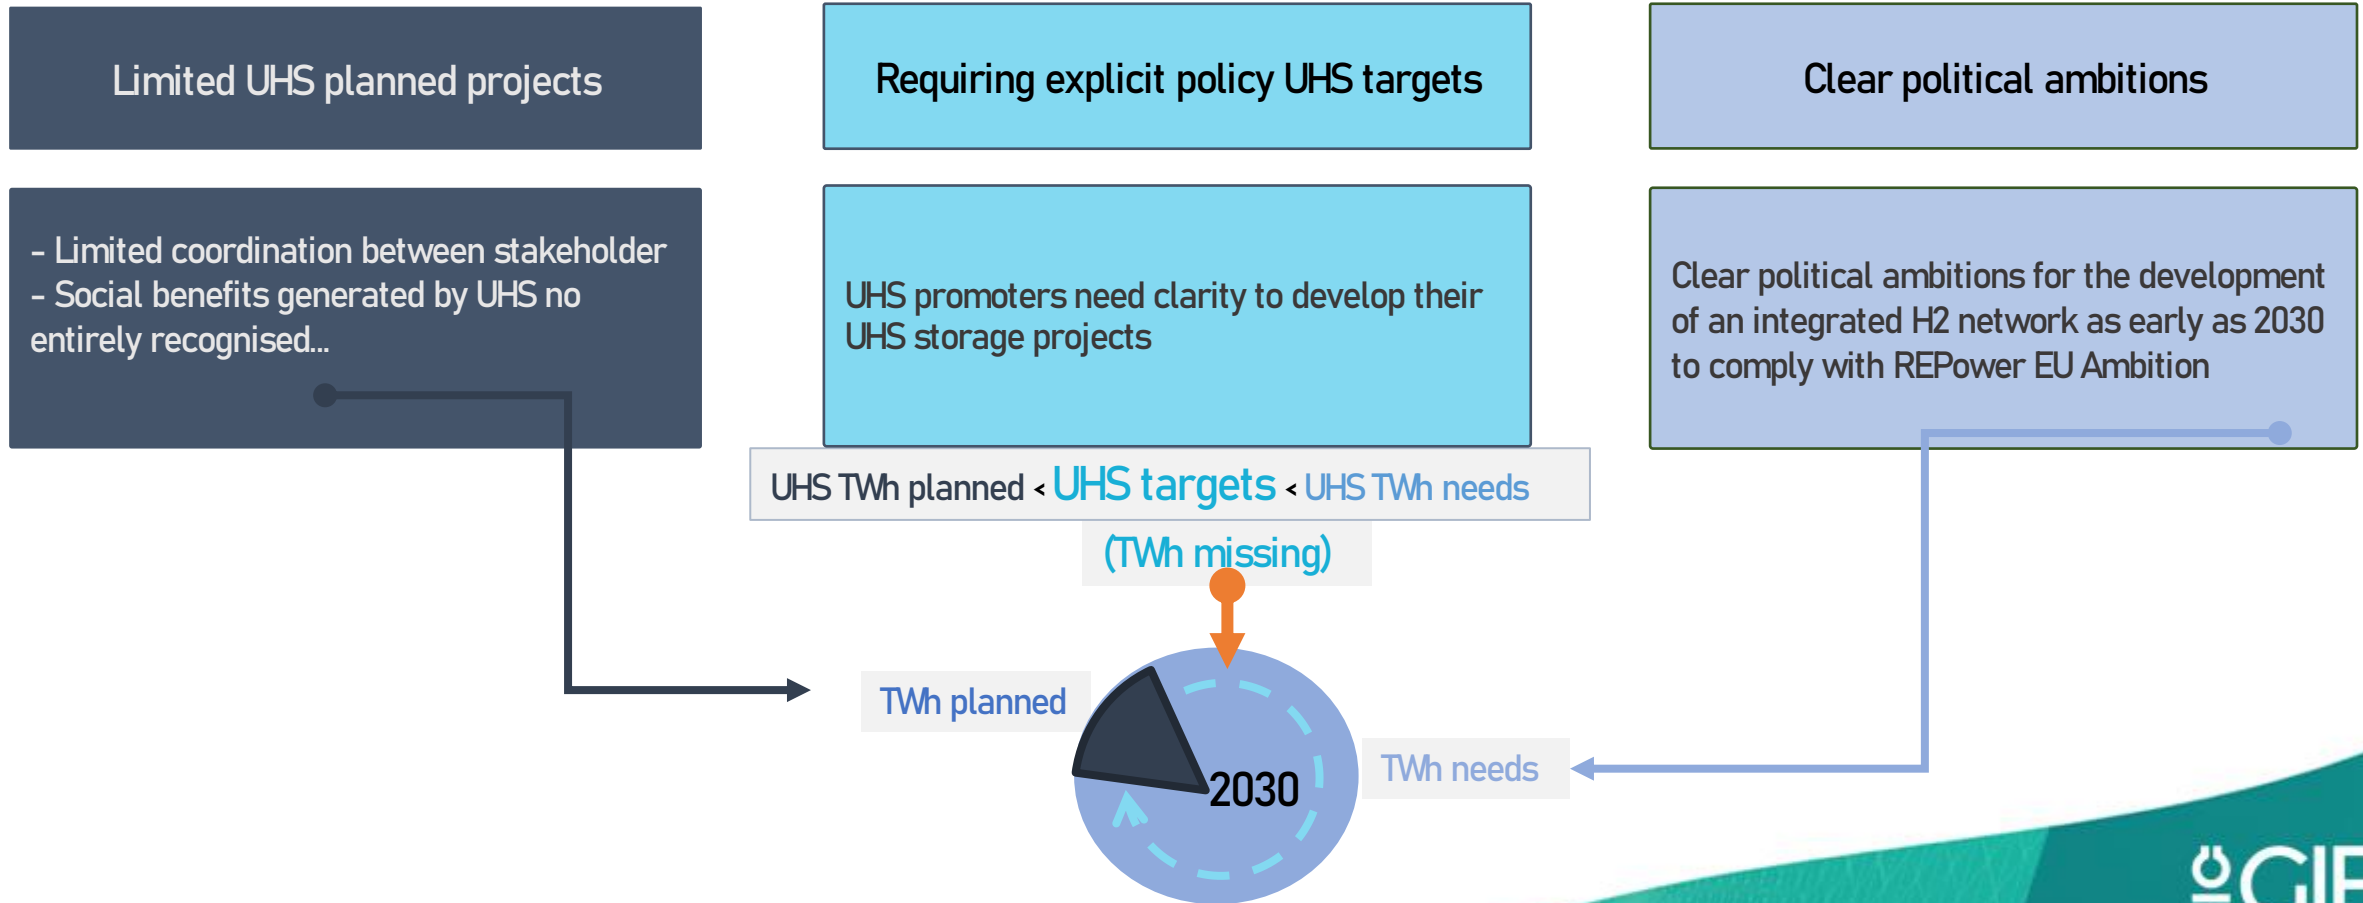 Limited UHS planned projects
Requiring explicit policy UHS targets
Clear political ambitions
- Limited coordination between stakeholder
- Social benefits generated by UHS no
entirely recognised...
UHS promoters need clarity to develop their
UHS storage projects
Clear political ambitions for the development
of an integrated H2 network as early as 2030
to comply with REPower EU Ambition
UHS TWh planned < UHS targets < UHS TWh needs
(TWh missing)
TWh planned
2030
TWh needs